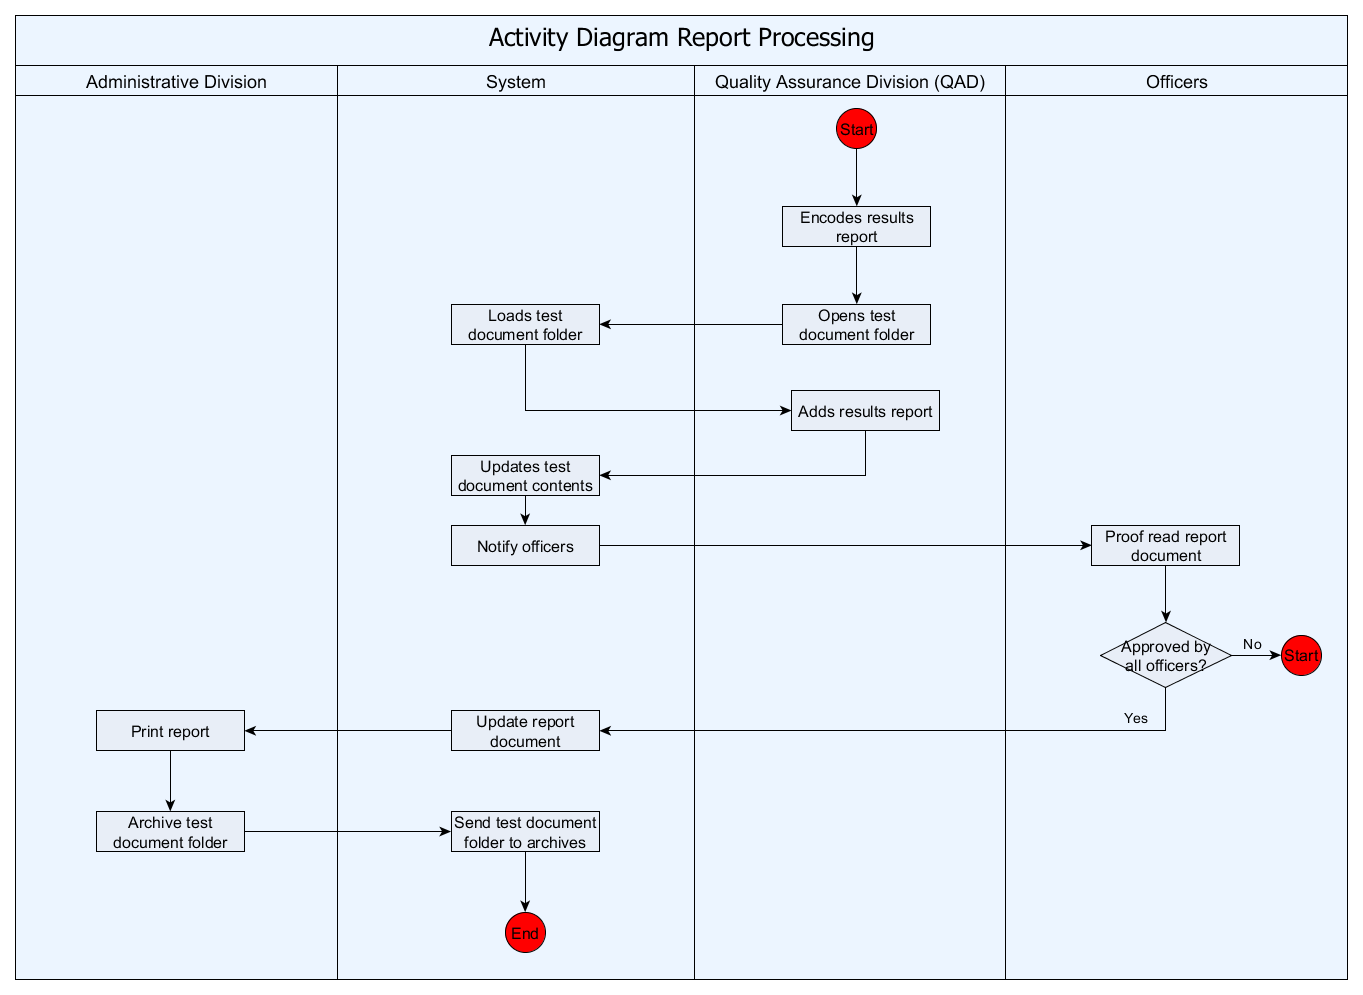 Activity Diagram Report Processing
Administrative Division
System
Quality Assurance Division (QAD)
Officers
Start
Encodes results
report
Opens test
document folder
Loads test
document folder
Adds results report
Updates test
document contents
Notify officers
Proof read report
document
Approved by
all officers?
No
Start
Yes
Update report
document
Print report
Archive test
document folder
Send test document
folder to archives
End